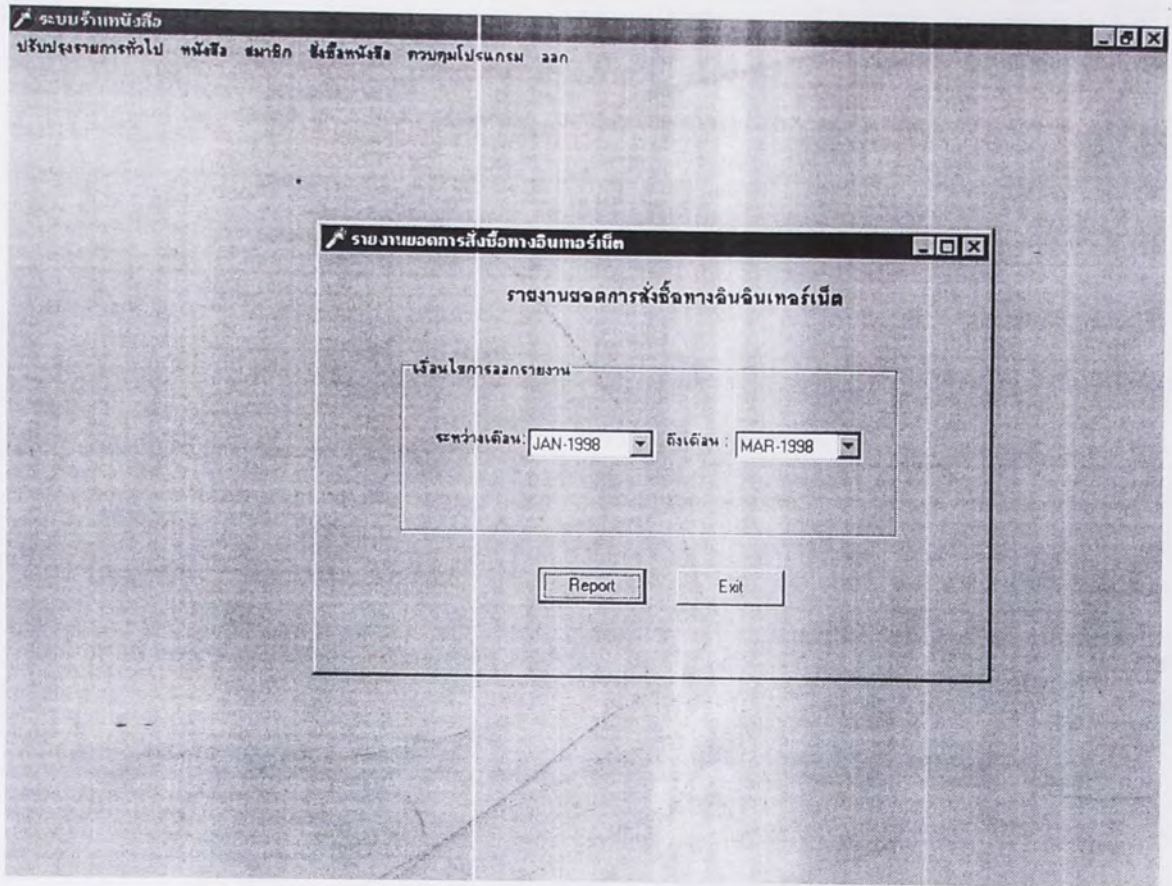 ระบบร้านหนังสือ
ปรับปรุงรายการทั่วไป หนังสือ สมาชิก สั่งซื้อหนังสือ ควบคุมโปรแกรม ออก
รายงานยอดการสั่งซื้อทางอินเทอร์เน็ต
รายงานยอดการสั่งซื้อทางอินอินเทอร์เน็ต
เงื่อนไขการออกรายงาน
ระหว่างเดือน: JAN-1998 ถึงเดือน : MAR-1998
Report Exit